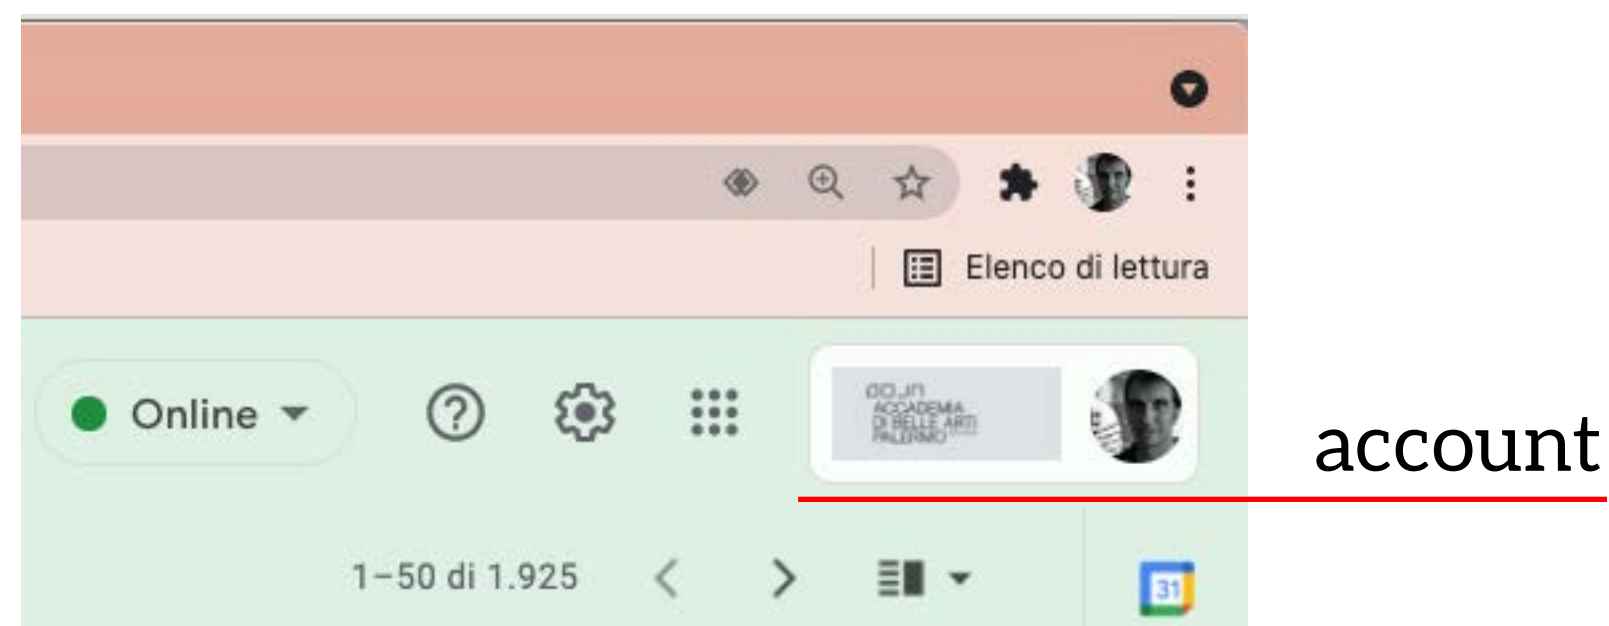 Elenco di lettura
Online
ACCADEMIA
DI BELLE ARTI
PALERMO
account
1–50 di 1.925
31